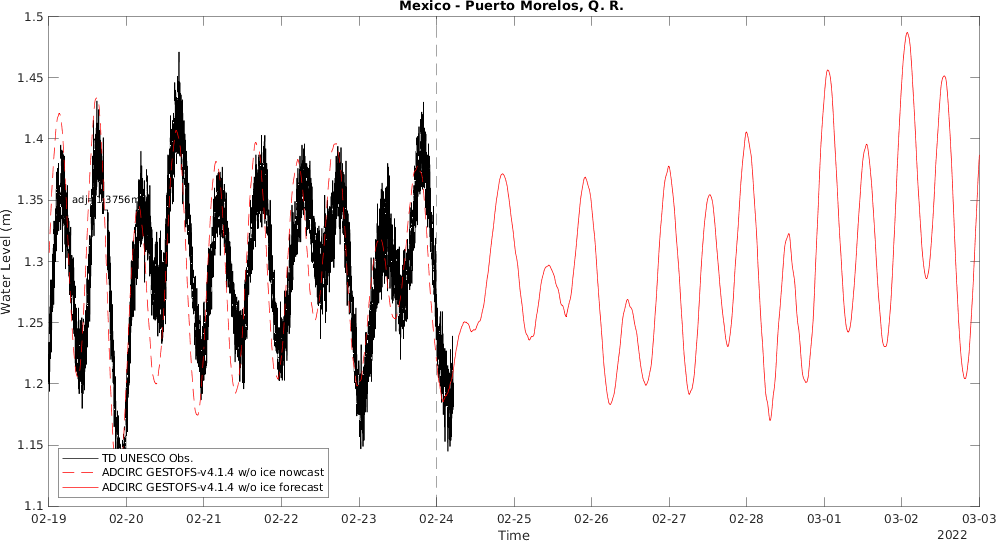 Mexico - Puerto Morelos, Q. R.
1.5
1.45
1.4
1.35
1.3
1.25
1.2
1.15
1.1
Water Level (m)
adj=1.3756m
TD UNESCO Obs.
ADCIRC GESTOFS-v4.1.4 w/o ice nowcast
ADCIRC GESTOFS-v4.1.4 w/o ice forecast
02-19 02-20 02-21 02-22 02-23 02-24 02-25 02-26 02-27 02-28 03-01 03-02 03-03
Time
2022